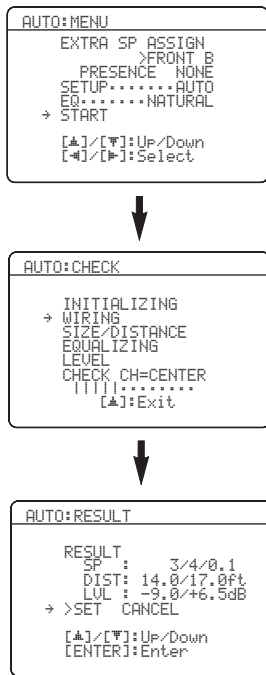 AUTO:MENU
EXTRA SP ASSIGN
>FRONT B
PRESENCE NONE
SETUP·······AUTO
EQ·······NATURAL
→ START
[▲]/[▼]:Up/Down
[◄]/[►]:Select
AUTO:CHECK
INITIALIZING
→ WIRING
SIZE/DISTANCE
EQUALIZING
LEVEL
CHECK CH=CENTER
|||||·········
[▲]:Exit
AUTO:RESULT
RESULT
SP : 3/4/0.1
DIST: 14.0/17.0ft
LVL : -9.0/+6.5dB
→ >SET CANCEL
[▲]/[▼]:Up/Down
[ENTER]:Enter